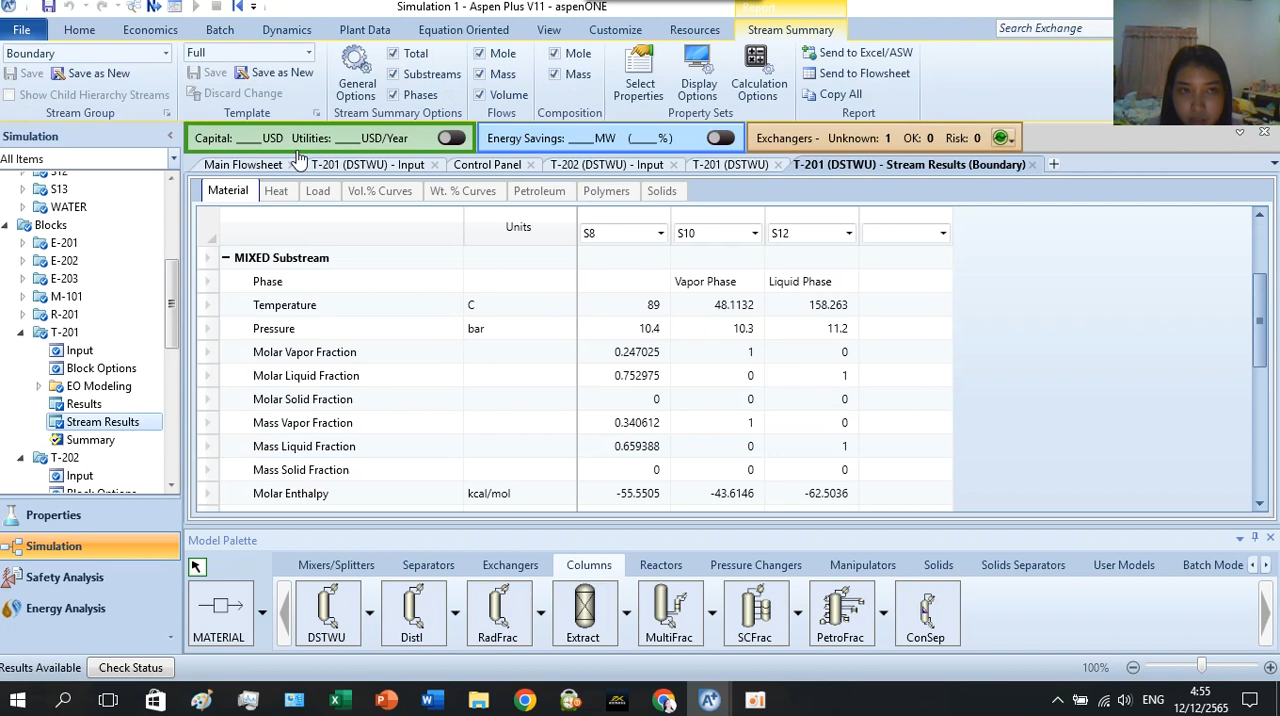 Simulation 1 - Aspen Plus V11 - aspenONE
Report
File Home Economics Batch Dynamics Plant Data Equation Oriented View Customize Resources Stream Summary Search Exchange
Boundary
Save Save as New
Show Child Hierarchy Streams
Stream Group
Full
Save Save as New
Discard Change
Template
General Options
Total
Substreams
Phases
Stream Summary Options
Mole
Mass
Volume
Flows
Mole
Mass
Composition
Select Properties
Display Options
Calculation Options
Property Sets
Send to Excel/ASW
Send to Flowsheet
Copy All
Report
Simulation
Capital: ____USD Utilities: ____USD/Year
Energy Savings: ____MW (____%)
Exchangers - Unknown: 1 OK: 0 Risk: 0
All Items
Main Flowsheet T-201 (DSTWU) - Input Control Panel T-202 (DSTWU) - Input T-201 (DSTWU) T-201 (DSTWU) - Stream Results (Boundary) +
Material Heat Load Vol.% Curves Wt. % Curves Petroleum Polymers Solids
S12
S13
WATER
Blocks
E-201
E-202
E-203
M-101
R-201
T-201
Input
Block Options
EO Modeling
Results
Stream Results
Summary
T-202
Input
Block Options
Units S8 S10 S12
MIXED Substream
Phase Vapor Phase Liquid Phase
Temperature C 89 48.1132 158.263
Pressure bar 10.4 10.3 11.2
Molar Vapor Fraction 0.247025 1 0
Molar Liquid Fraction 0.752975 0 1
Molar Solid Fraction 0 0 0
Mass Vapor Fraction 0.340612 1 0
Mass Liquid Fraction 0.659388 0 1
Mass Solid Fraction 0 0 0
Molar Enthalpy kcal/mol -55.5505 -43.6146 -62.5036
Properties
Simulation
Safety Analysis
Energy Analysis
Model Palette
Mixers/Splitters Separators Exchangers Columns Reactors Pressure Changers Manipulators Solids Solids Separators User Models Batch Mode
MATERIAL DSTWU Distl RadFrac Extract MultiFrac SCFrac PetroFrac ConSep
Results Available Check Status 100%
ENG
4:55
12/12/2565